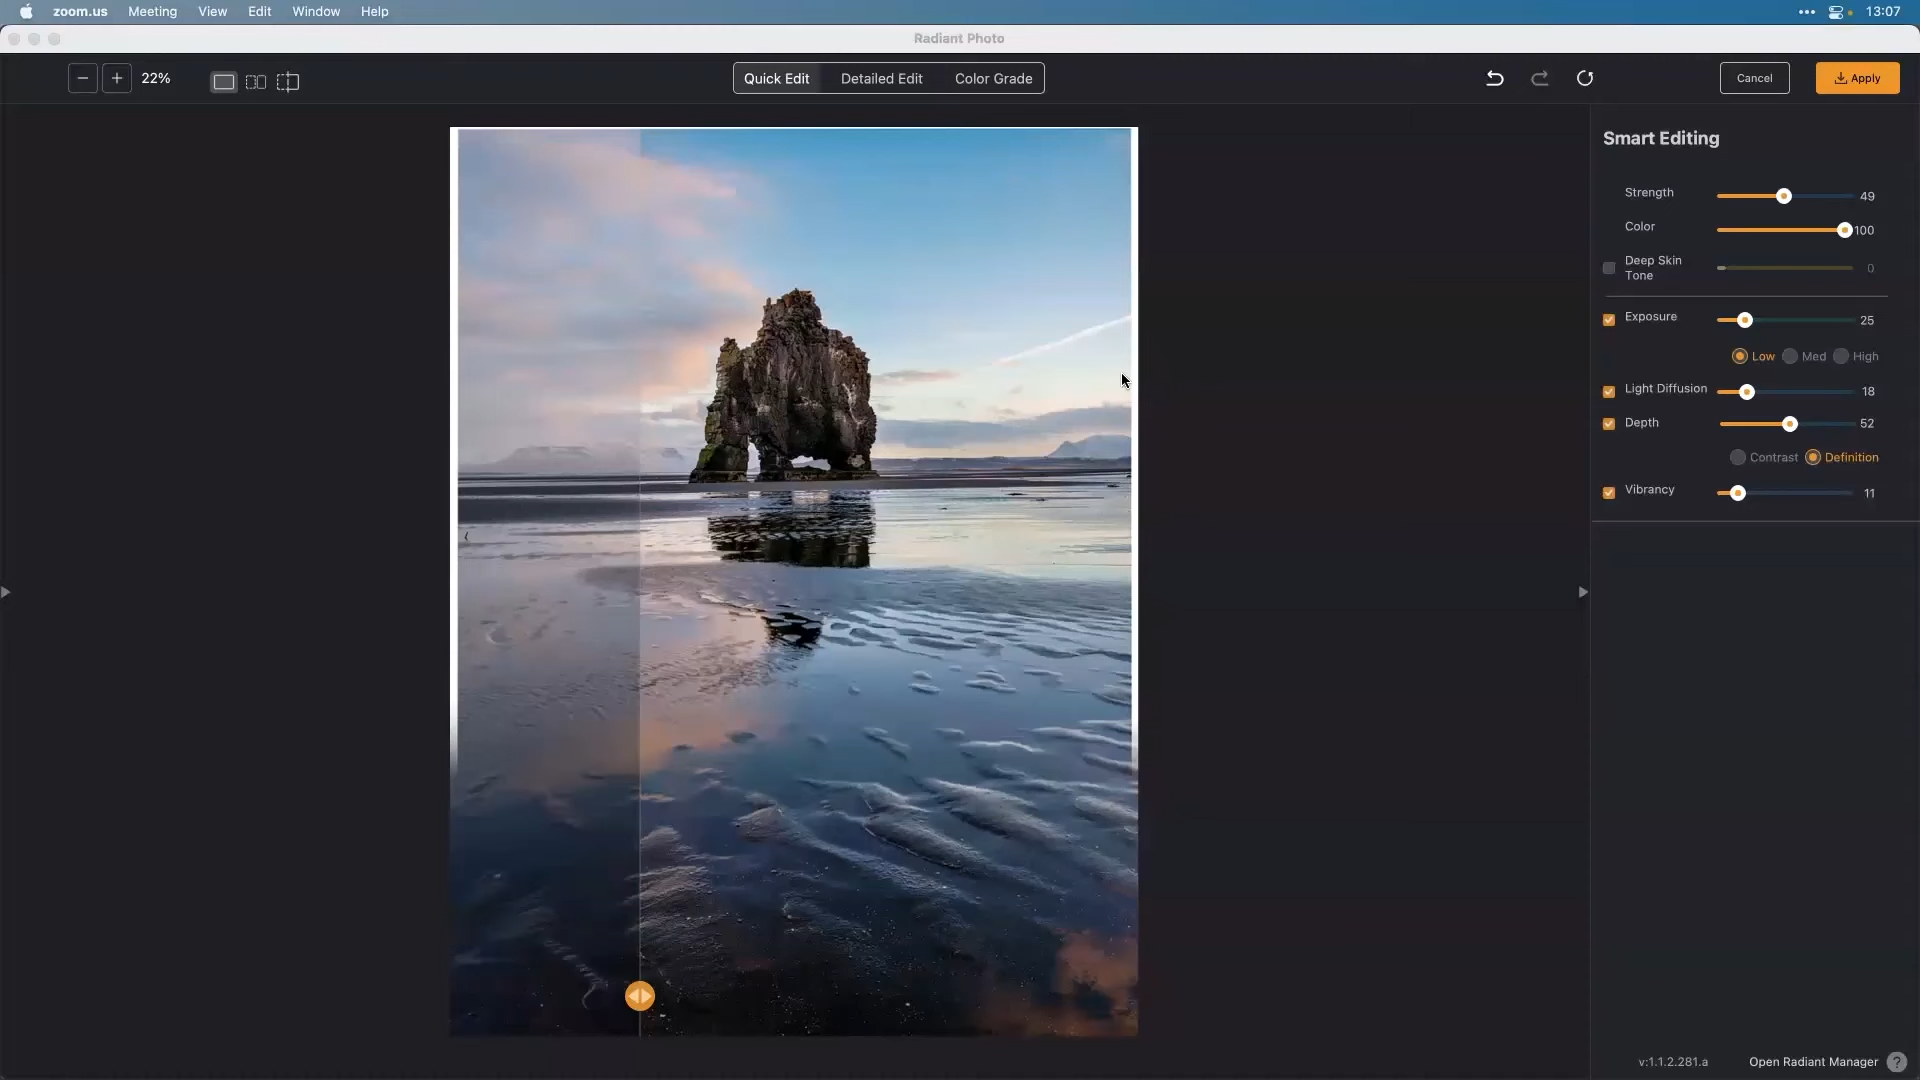 zoom.us Meeting View Edit Window Help 13:07
Radiant Photo
22% Quick Edit Detailed Edit Color Grade Cancel Apply
Smart Editing
Strength 49
Color 100
Deep Skin
Tone 0
Exposure 25
Low Med High
Light Diffusion 18
Depth 52
Contrast Definition
Vibrancy 11
v:1.1.2.281.a Open Radiant Manager ?